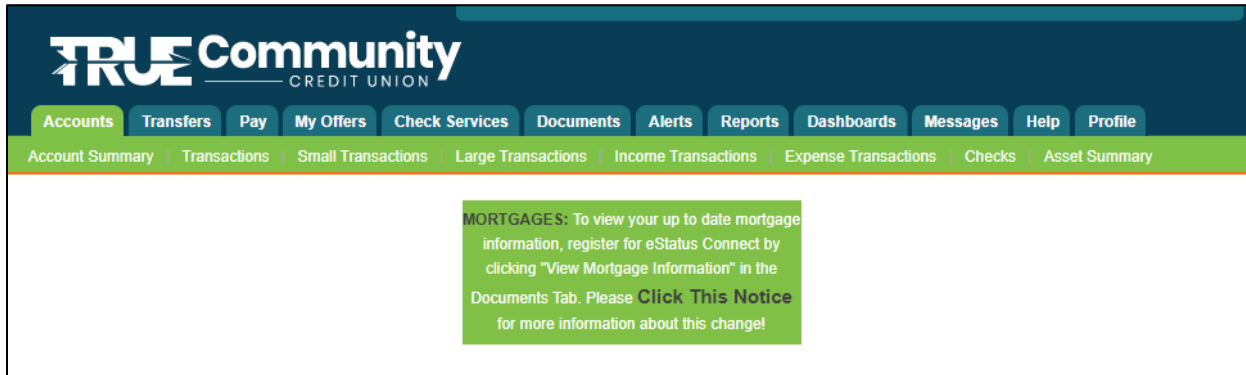 TRUE Community
CREDIT UNION
Accounts Transfers Pay My Offers Check Services Documents Alerts Reports Dashboards Messages Help Profile
Account Summary | Transactions | Small Transactions | Large Transactions | Income Transactions | Expense Transactions | Checks | Asset Summary
MORTGAGES: To view your up to date mortgage
information, register for eStatus Connect by
clicking "View Mortgage Information" in the
Documents Tab. Please Click This Notice
for more information about this change!